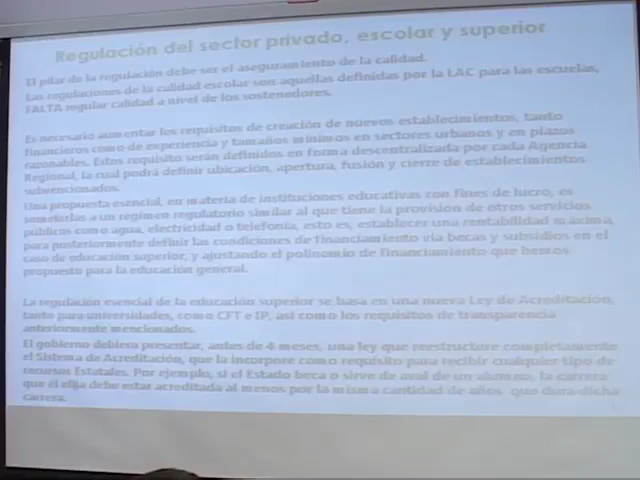 Regulación del sector privado, escolar y superior
El pilar de la regulación debe ser el aseguramiento de la calidad.
Las regulaciones de la calidad escolar son aquellas definidas por la LAC para las escuelas,
FALTA regular calidad a nivel de los sostenedores.
Es necesario aumentar los requisitos de creación de nuevos establecimientos, tanto
financieros como de experiencia y tamaños mínimos en sectores urbanos y en plazos
razonables. Estos requisito serán definidos en forma descentralizada por cada Agencia
Regional, la cual podrá definir ubicación, apertura, fusión y cierre de establecimientos
subvencionados.
Una propuesta esencial, en materia de instituciones educativas con fines de lucro, es
someterlas a un régimen regulatorio similar al que tiene la provisión de otros servicios
públicos como agua, electricidad o telefonía, esto es, establecer una rentabilidad máxima,
para posteriormente definir las condiciones de financiamiento vía becas y subsidios en el
caso de educación superior, y ajustando el polinomio de financiamiento que hemos
propuesto para la educación general.
La regulación esencial de la educación superior se basa en una nueva Ley de Acreditación,
tanto para universidades, como CFT e IP, así como los requisitos de transparencia
anteriormente mencionados.
El gobierno debiera presentar, antes de 4 meses, una ley que reestructure completamente
el Sistema de Acreditación, que la incorpore como requisito para recibir cualquier tipo de
recursos Estatales. Por ejemplo, si el Estado beca o sirve de aval de un alumno, la carrera
que él elija debe estar acreditada al menos por la misma cantidad de años que dura dicha
carrera.